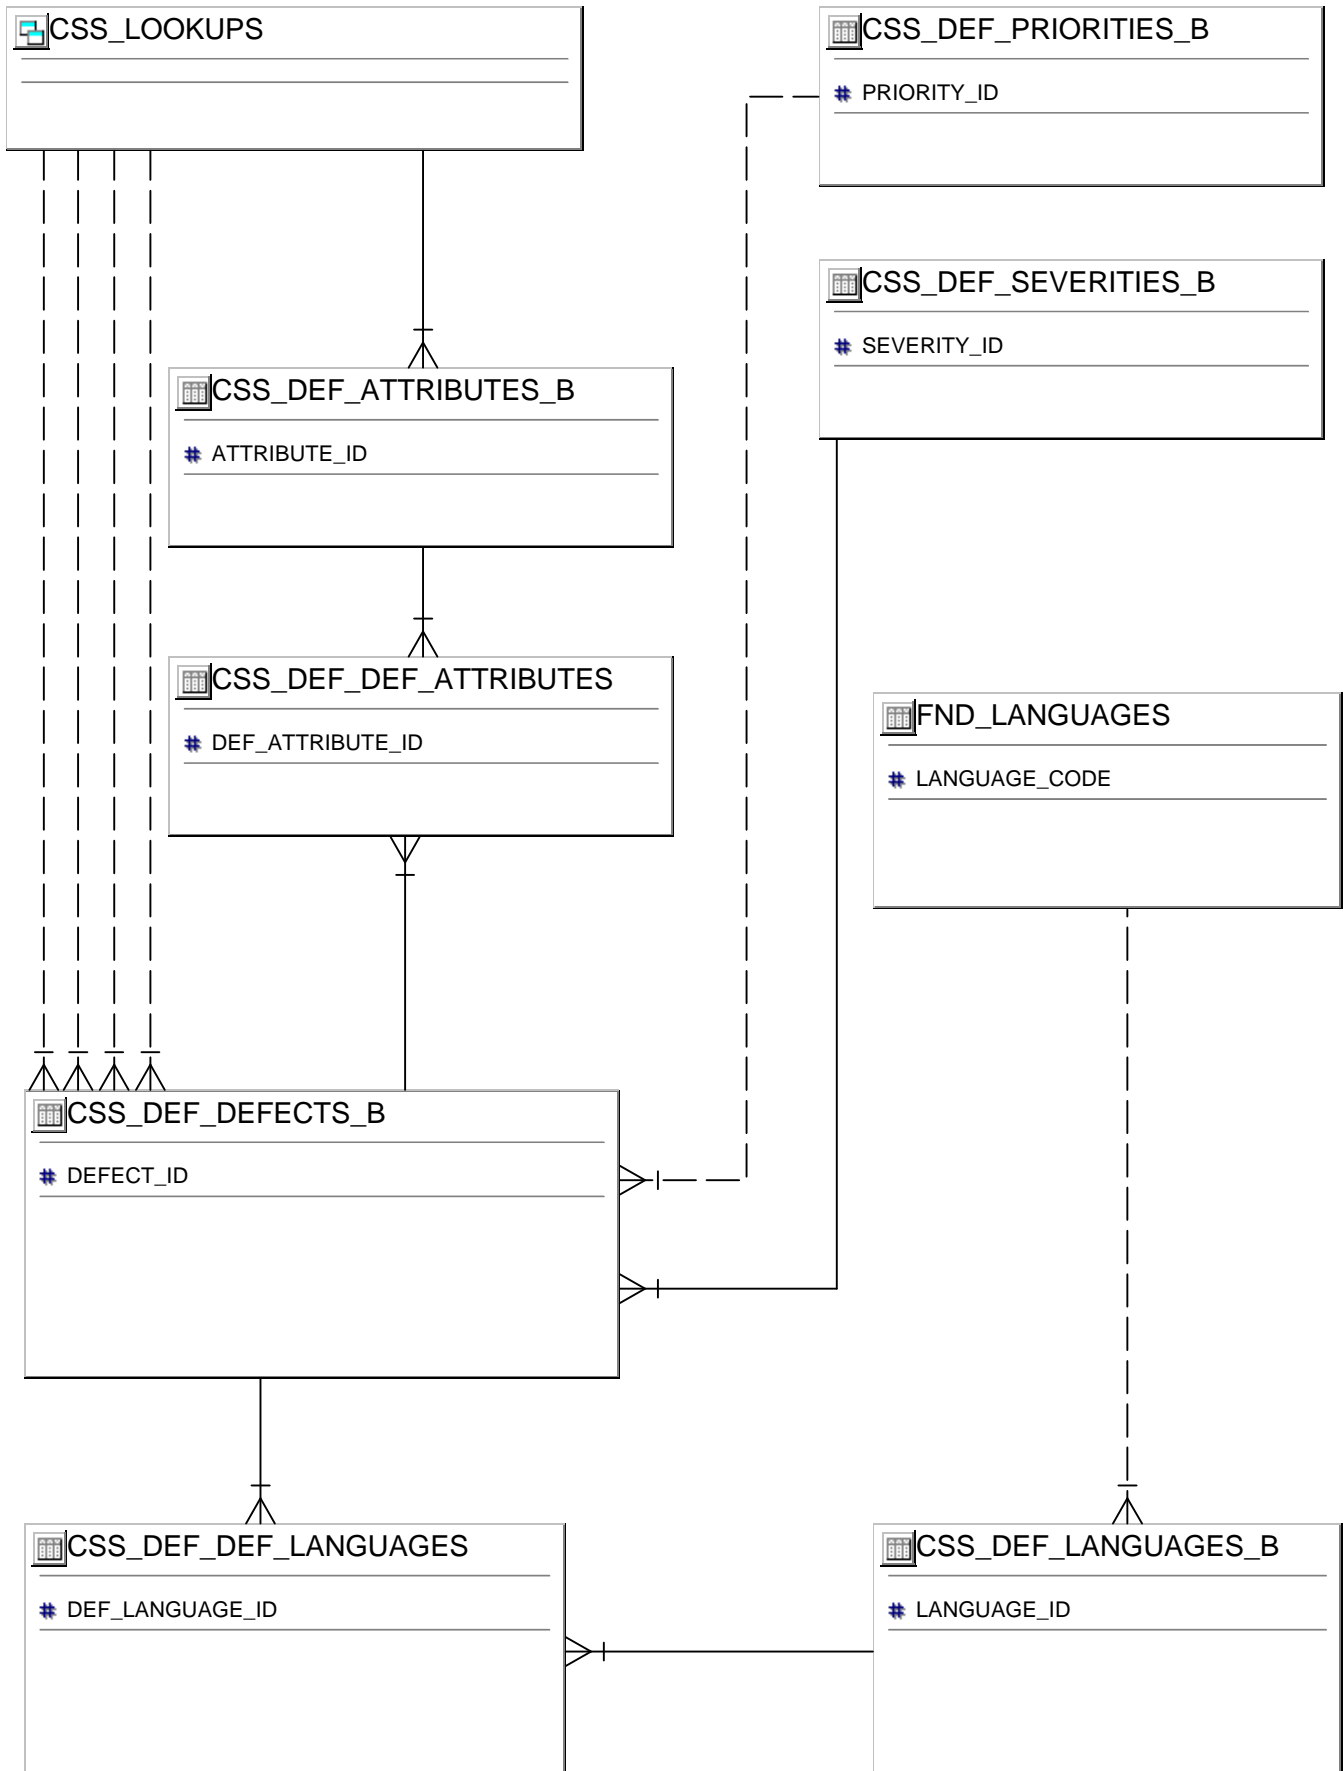 CSS_LOOKUPS
CSS_DEF_PRIORITIES_B
# PRIORITY_ID
CSS_DEF_SEVERITIES_B
# SEVERITY_ID
CSS_DEF_ATTRIBUTES_B
# ATTRIBUTE_ID
CSS_DEF_DEF_ATTRIBUTES
# DEF_ATTRIBUTE_ID
FND_LANGUAGES
# LANGUAGE_CODE
CSS_DEF_DEFECTS_B
# DEFECT_ID
CSS_DEF_DEF_LANGUAGES
# DEF_LANGUAGE_ID
CSS_DEF_LANGUAGES_B
# LANGUAGE_ID